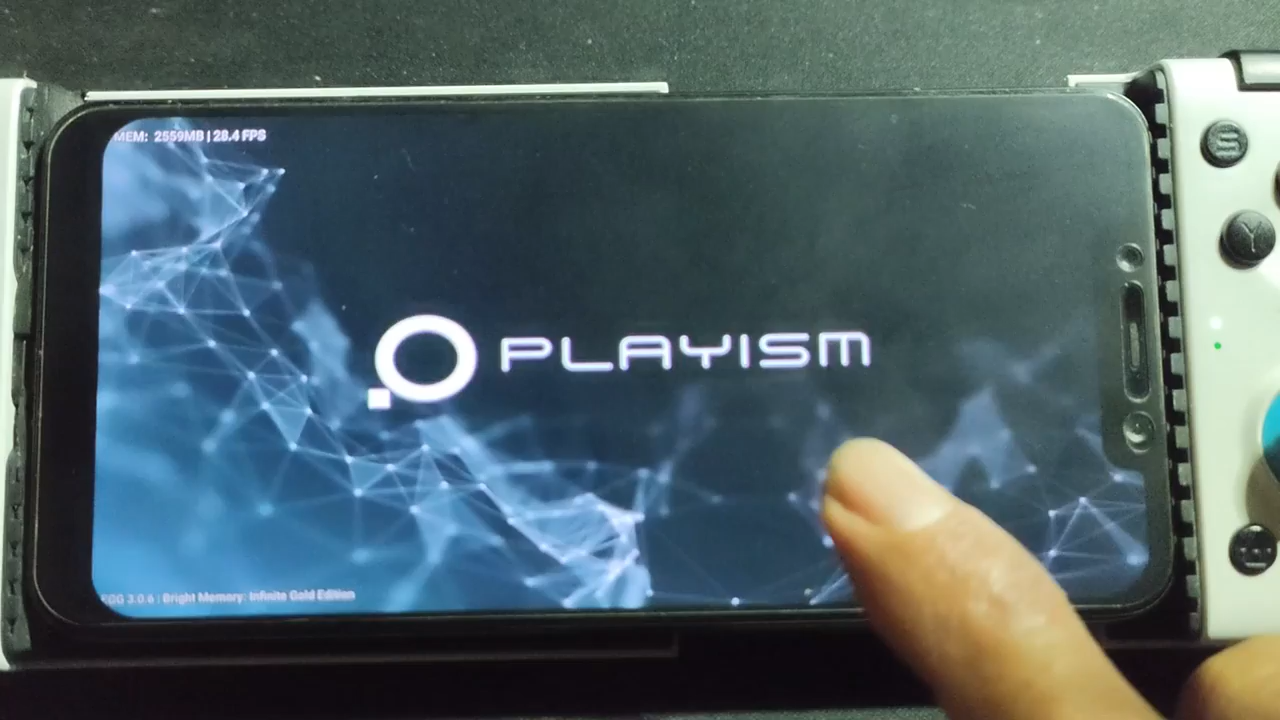 MEM: 2559MB | 28.4 FPS
PLAYISM
EGG 3.0.6 | Bright Memory: Infinite Gold Edition
S
Y